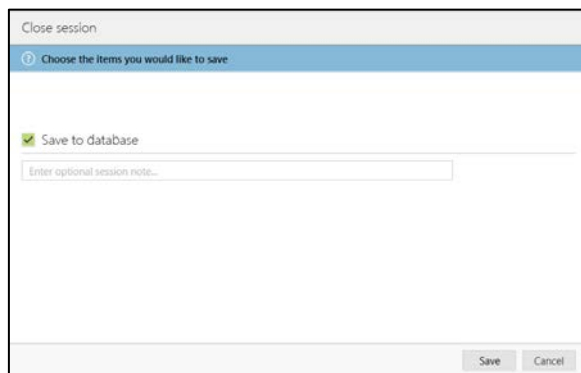 Close session
? Choose the items you would like to save
Save to database
Enter optional session note...
Save Cancel